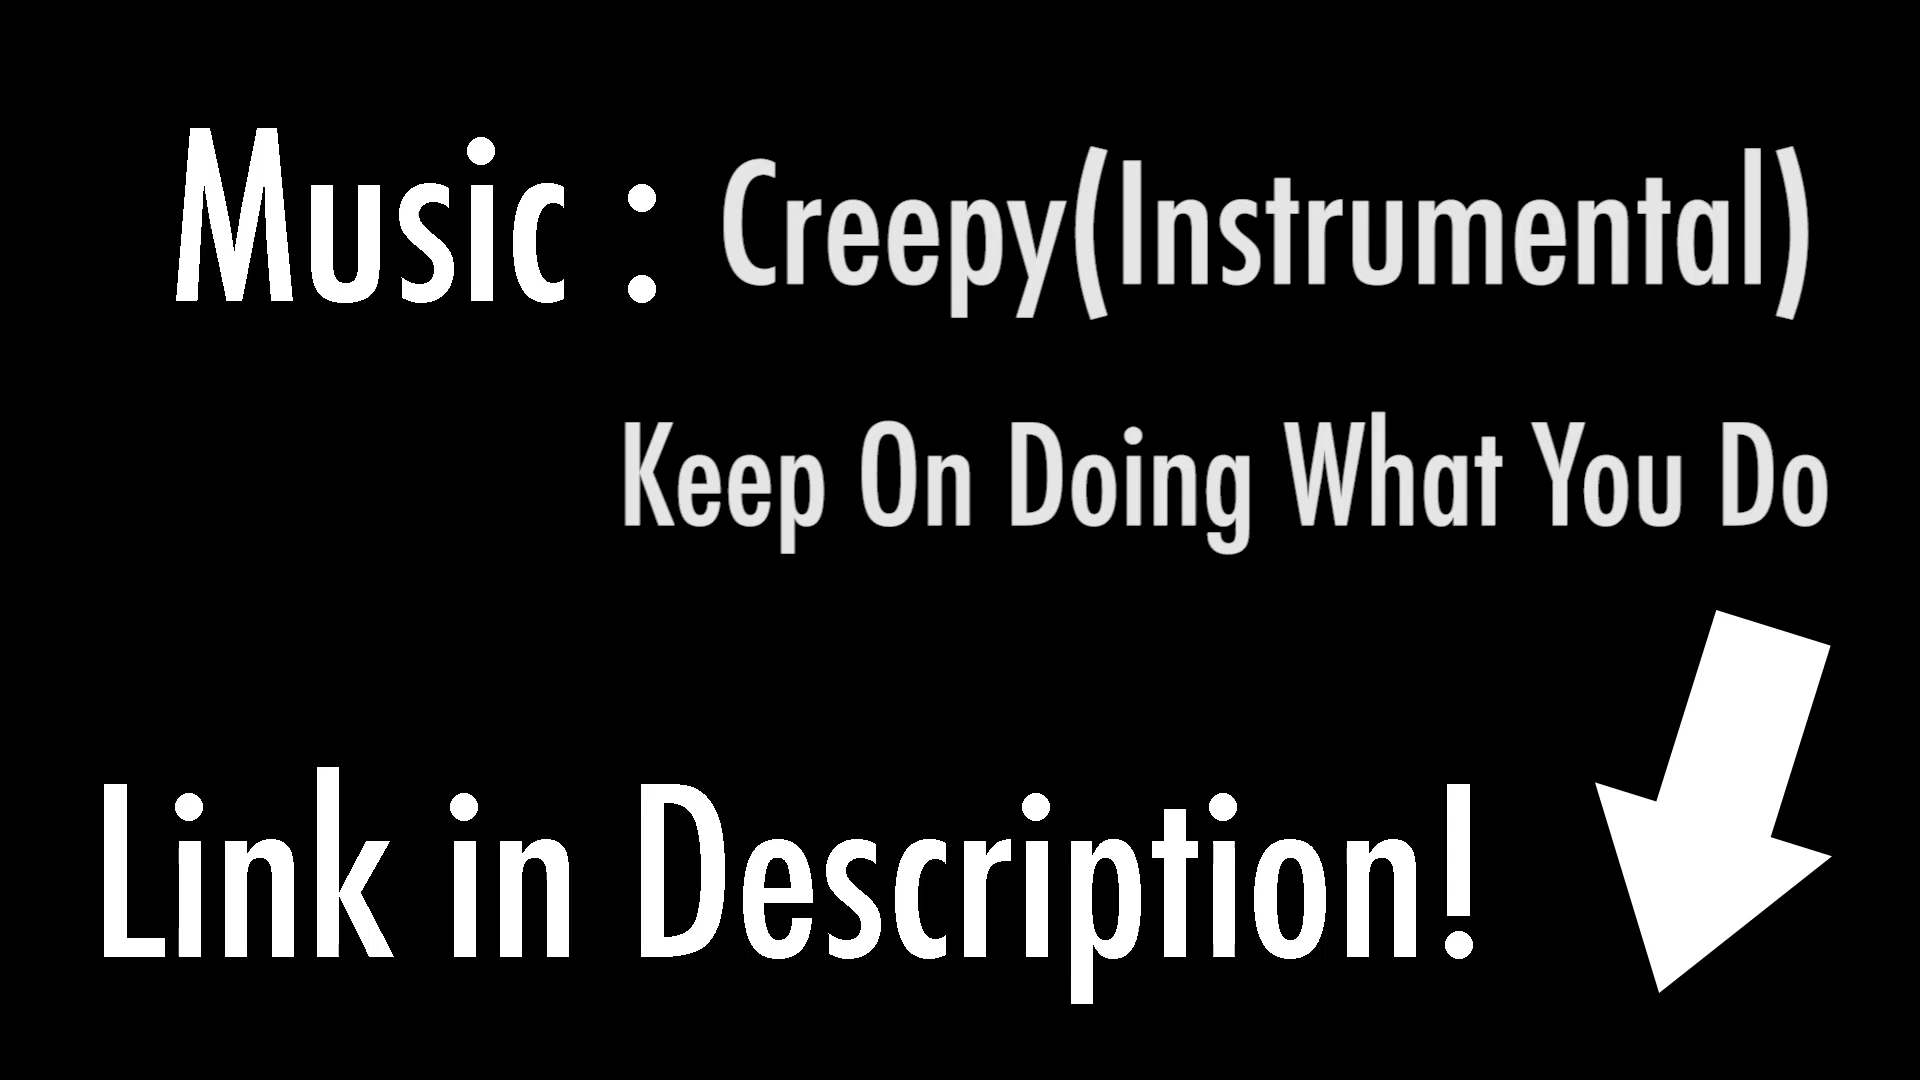 Music : Creepy(Instrumental)
Keep On Doing What You Do
Link in Description!